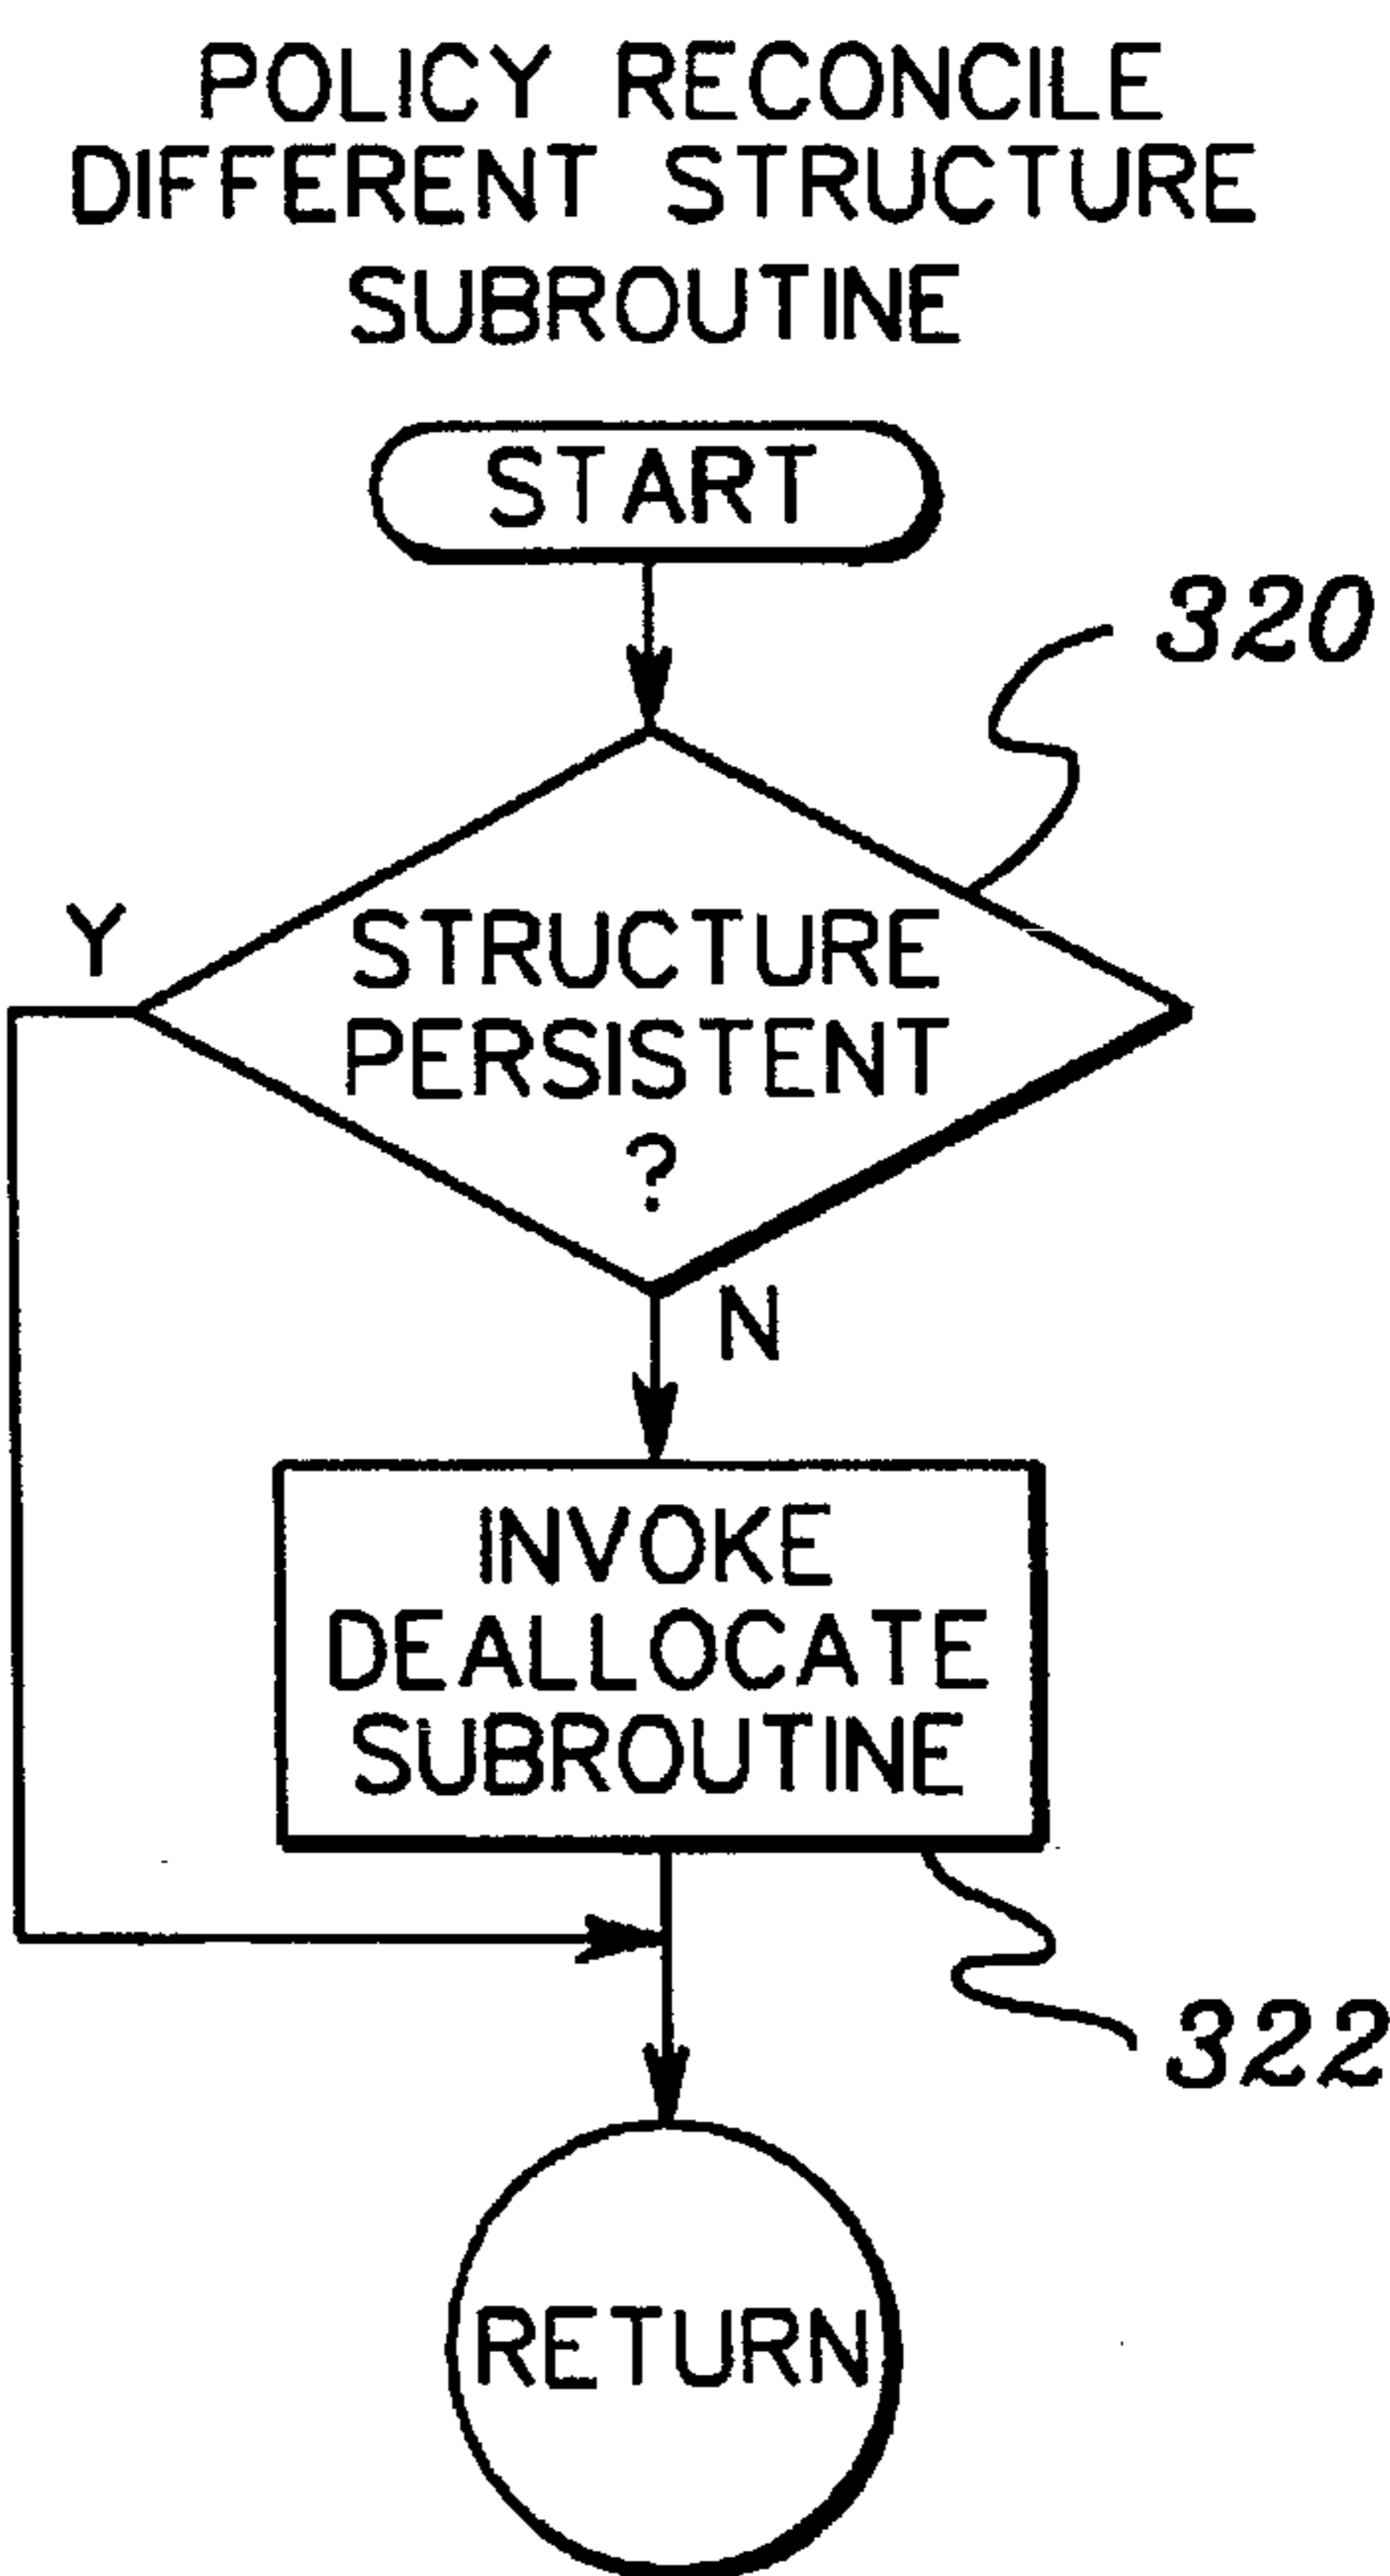 POLICY RECONCILE
DIFFERENT STRUCTURE
SUBROUTINE
START
320
Y
STRUCTURE
PERSISTENT
?
N
INVOKE
DEALLOCATE
SUBROUTINE
322
RETURN